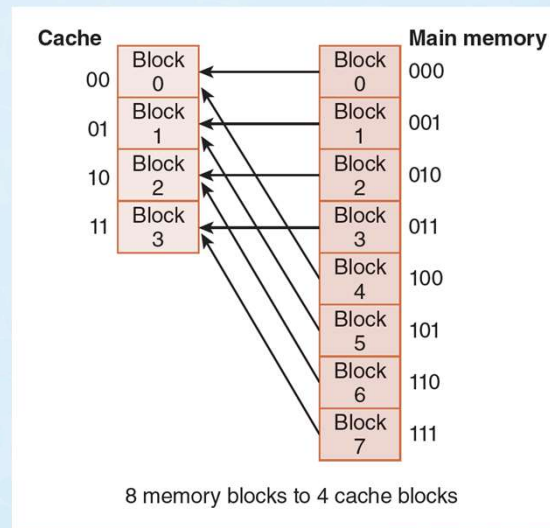 Cache
Main memory
00
Block
0
Block
0
000
01
Block
1
Block
1
001
10
Block
2
Block
2
010
11
Block
3
Block
3
011
Block
4
100
Block
5
101
Block
6
110
Block
7
111
8 memory blocks to 4 cache blocks